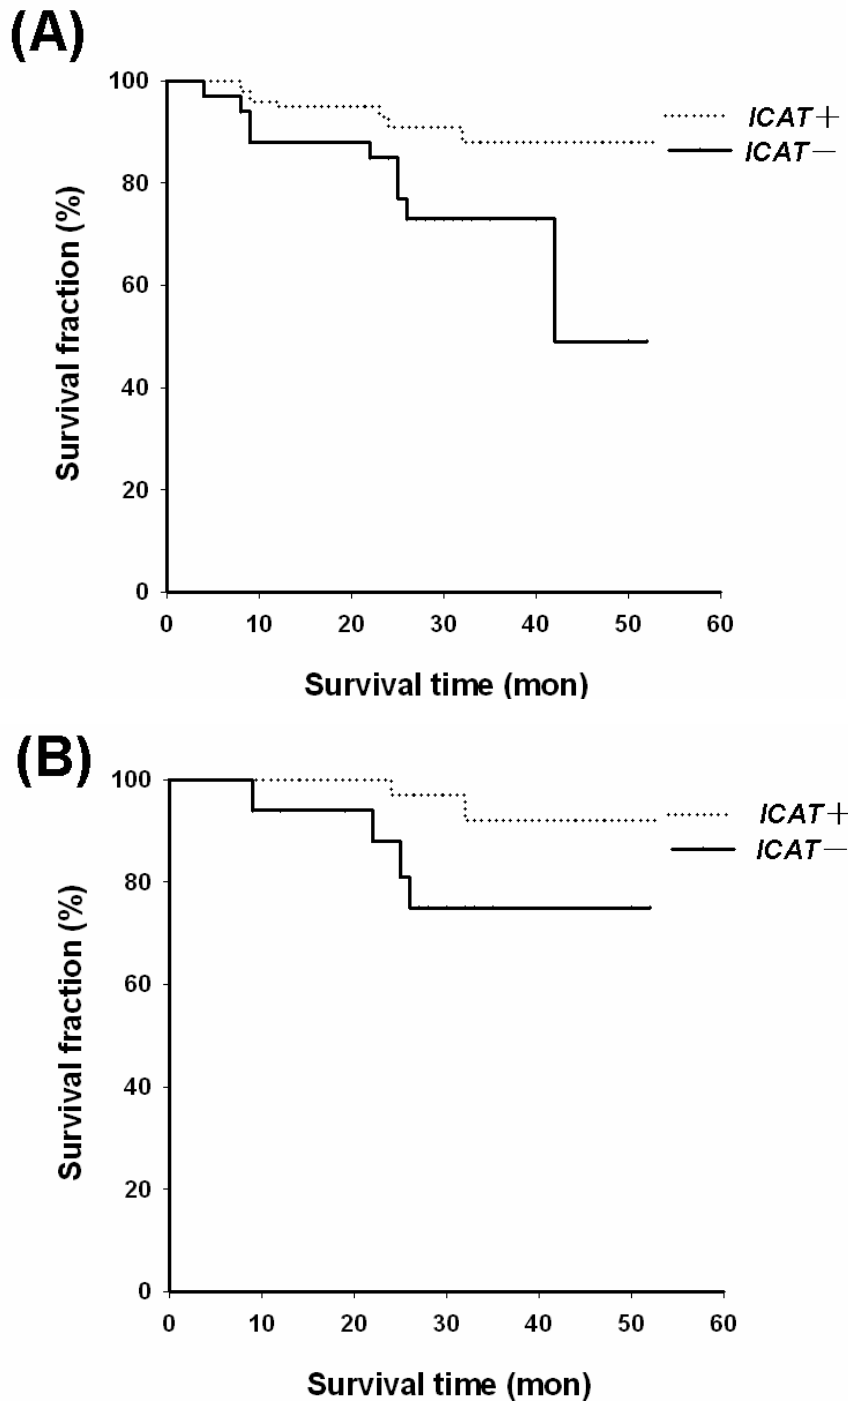 (A)
100
80
60
40
20
0
Survival fraction (%)
0 10 20 30 40 50 60
Survival time (mon)
ICAT+
ICAT−
(B)
100
80
60
40
20
0
Survival fraction (%)
0 10 20 30 40 50 60
Survival time (mon)
ICAT+
ICAT−